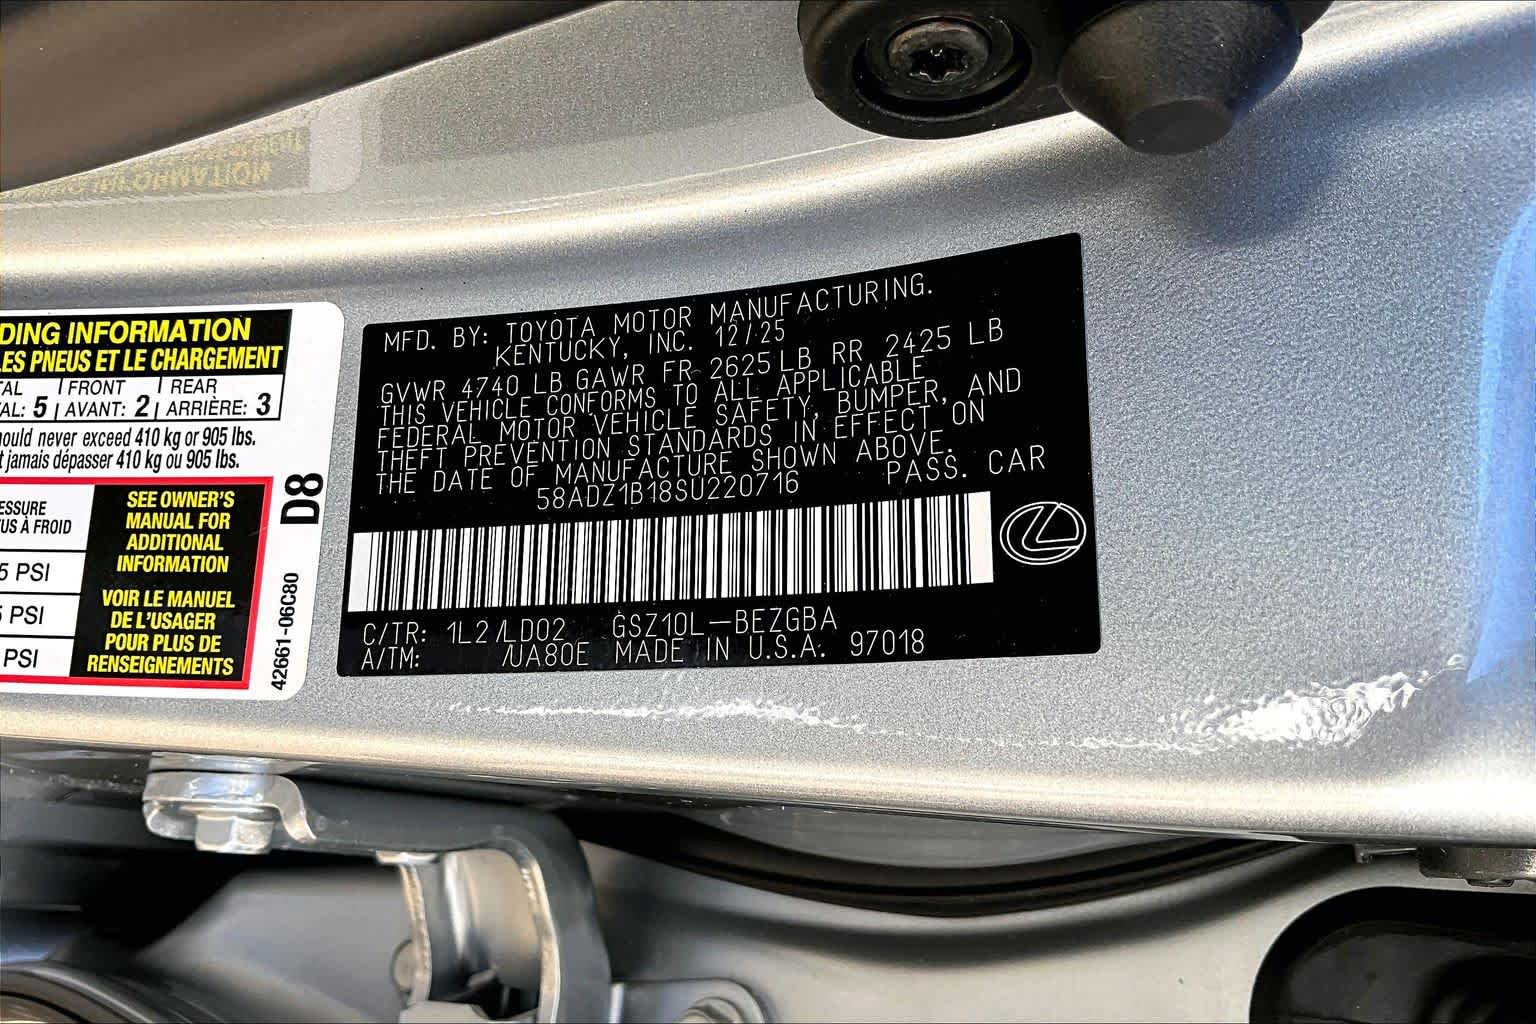 DING INFORMATION
LES PNEUS ET LE CHARGEMENT
TAL FRONT REAR
AL: 5 AVANT: 2 ARRIÈRE: 3
ould never exceed 410 kg or 905 lbs.
t jamais dépasser 410 kg ou 905 lbs.
ESSURE
US À FROID
5 PSI
5 PSI
PSI
SEE OWNER'S
MANUAL FOR
ADDITIONAL
INFORMATION
VOIR LE MANUEL
DE L'USAGER
POUR PLUS DE
RENSEIGNEMENTS
D8
42661-06C80
MFD. BY: TOYOTA MOTOR MANUFACTURING.
KENTUCKY, INC. 12/25
GVWR 4740 LB GAWR FR 2625 LB RR 2425 LB
THIS VEHICLE CONFORMS TO ALL APPLICABLE
FEDERAL MOTOR VEHICLE SAFETY, BUMPER, AND
THEFT PREVENTION STANDARDS IN EFFECT ON
THE DATE OF MANUFACTURE SHOWN ABOVE.
58ADZ1B18SU220716 PASS. CAR
C/TR: 1L2/LD02 GSZ10L-BEZGBA
A/TM: /UA80E MADE IN U.S.A. 97018